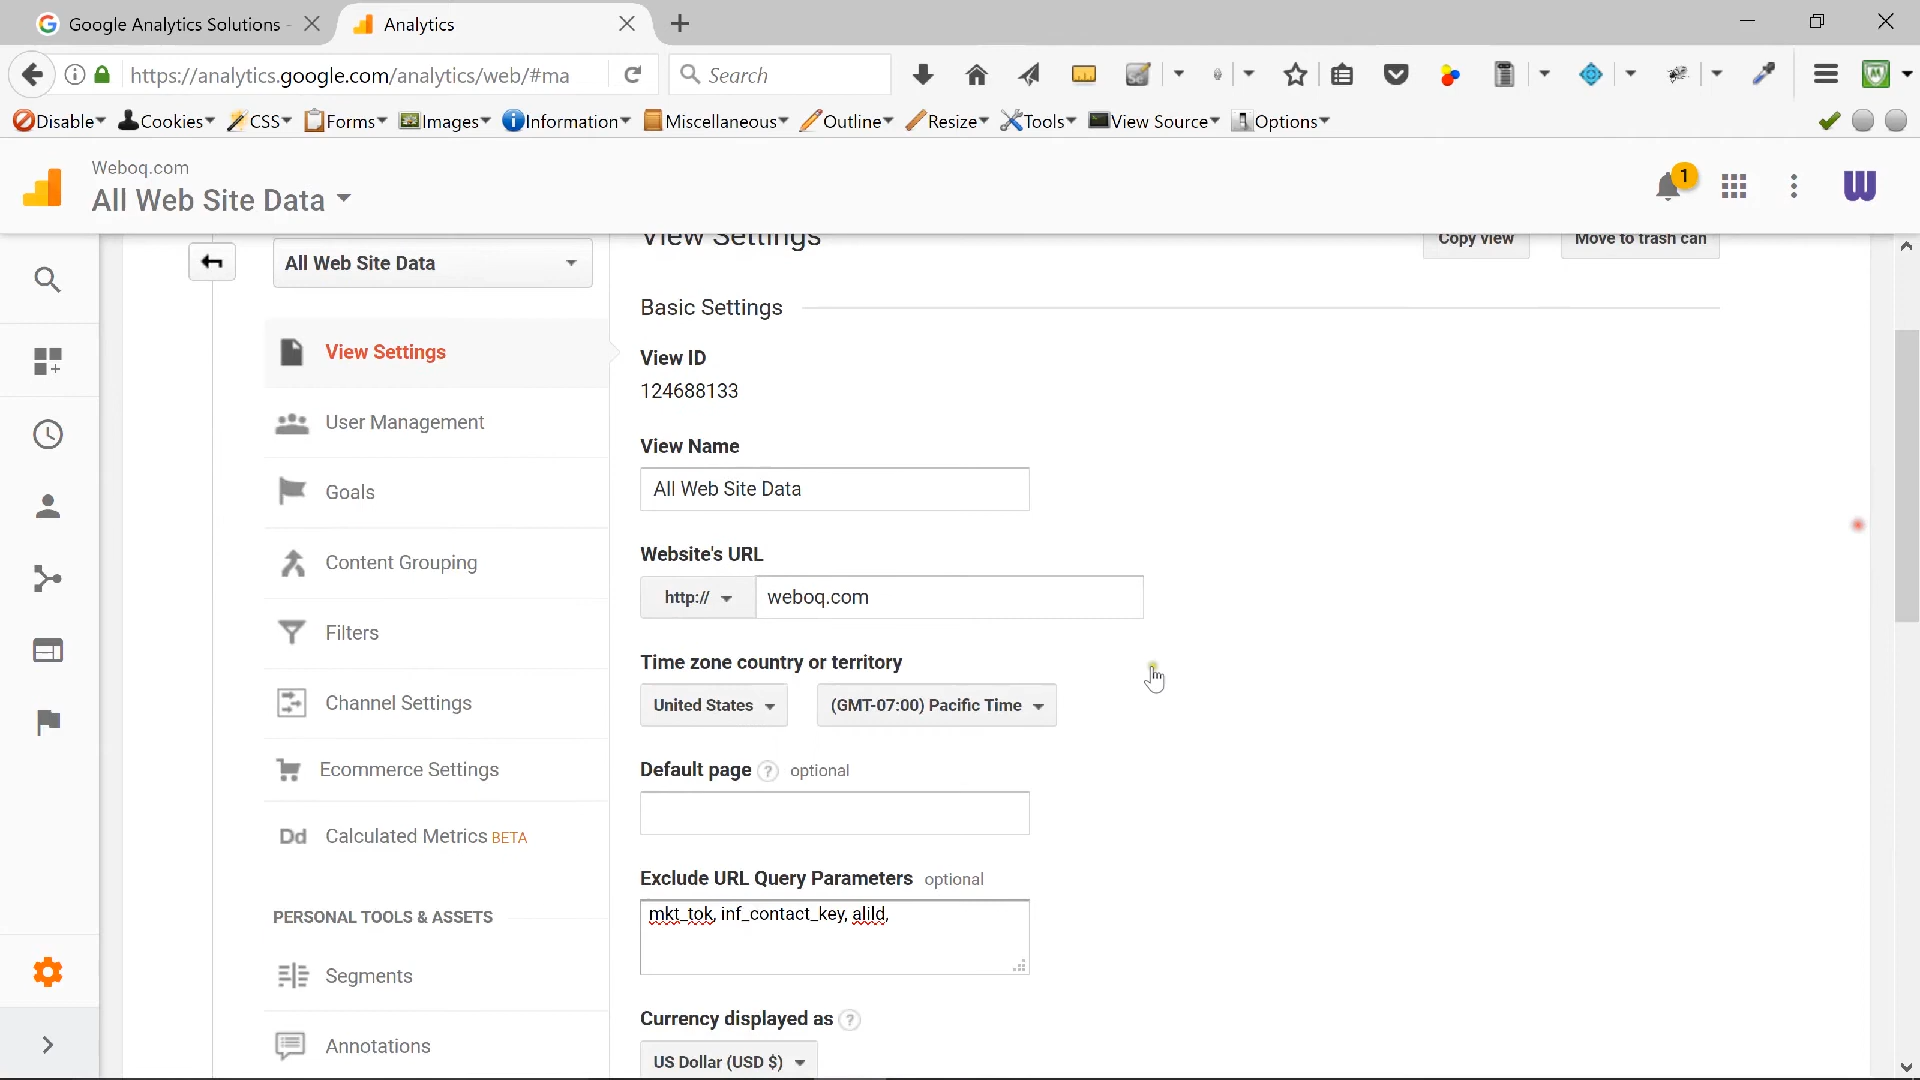 Google Analytics Solutions -
Analytics
https://analytics.google.com/analytics/web/#ma
Search
Disable
Cookies
CSS
Forms
Images
Information
Miscellaneous
Outline
Resize
Tools
View Source
Options
Weboq.com
All Web Site Data
1
All Web Site Data
View Settings
Copy view
Move to trash can
View Settings
User Management
Goals
Content Grouping
Filters
Channel Settings
Ecommerce Settings
Dd Calculated Metrics BETA
PERSONAL TOOLS & ASSETS
Segments
Annotations
Basic Settings
View ID
124688133
View Name
All Web Site Data
Website's URL
http:// weboq.com
Time zone country or territory
United States (GMT-07:00) Pacific Time
Default page ? optional
Exclude URL Query Parameters optional
mkt_tok, inf_contact_key, alild,
Currency displayed as ?
US Dollar (USD $)